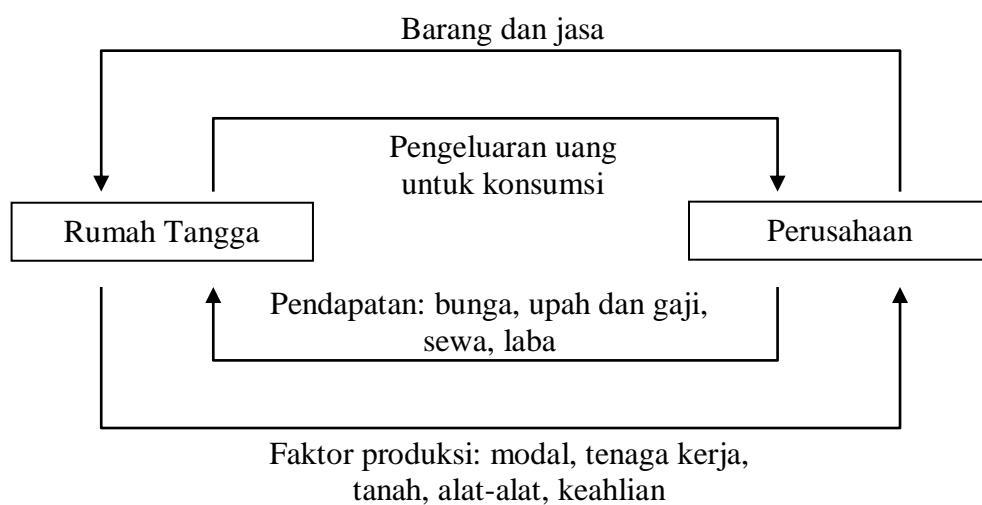 Barang dan jasa
Pengeluaran uang
untuk konsumsi
Rumah Tangga
Perusahaan
Pendapatan: bunga, upah dan gaji,
sewa, laba
Faktor produksi: modal, tenaga kerja,
tanah, alat-alat, keahlian